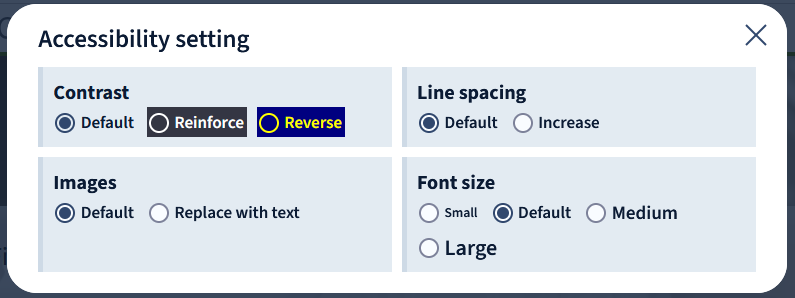 Accessibility setting
Contrast
Default Reinforce Reverse
Line spacing
Default Increase
Images
Default Replace with text
Font size
Small Default Medium
Large